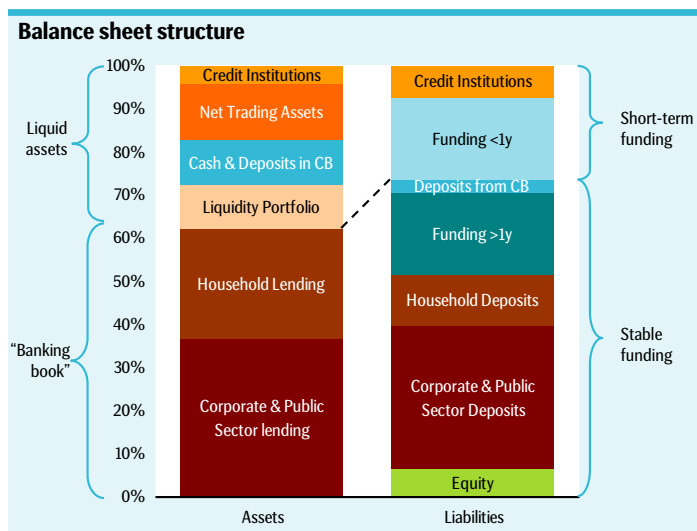 Balance sheet structure
100%
90%
80%
70%
60%
50%
40%
30%
20%
10%
0%
Liquid
assets
“Banking
book”
Credit Institutions
Net Trading Assets
Cash & Deposits in CB
Liquidity Portfolio
Household Lending
Corporate & Public
Sector lending
Assets
Credit Institutions
Funding <1y
Deposits from CB
Funding >1y
Household Deposits
Corporate & Public
Sector Deposits
Equity
Liabilities
Short-term
funding
Stable
funding